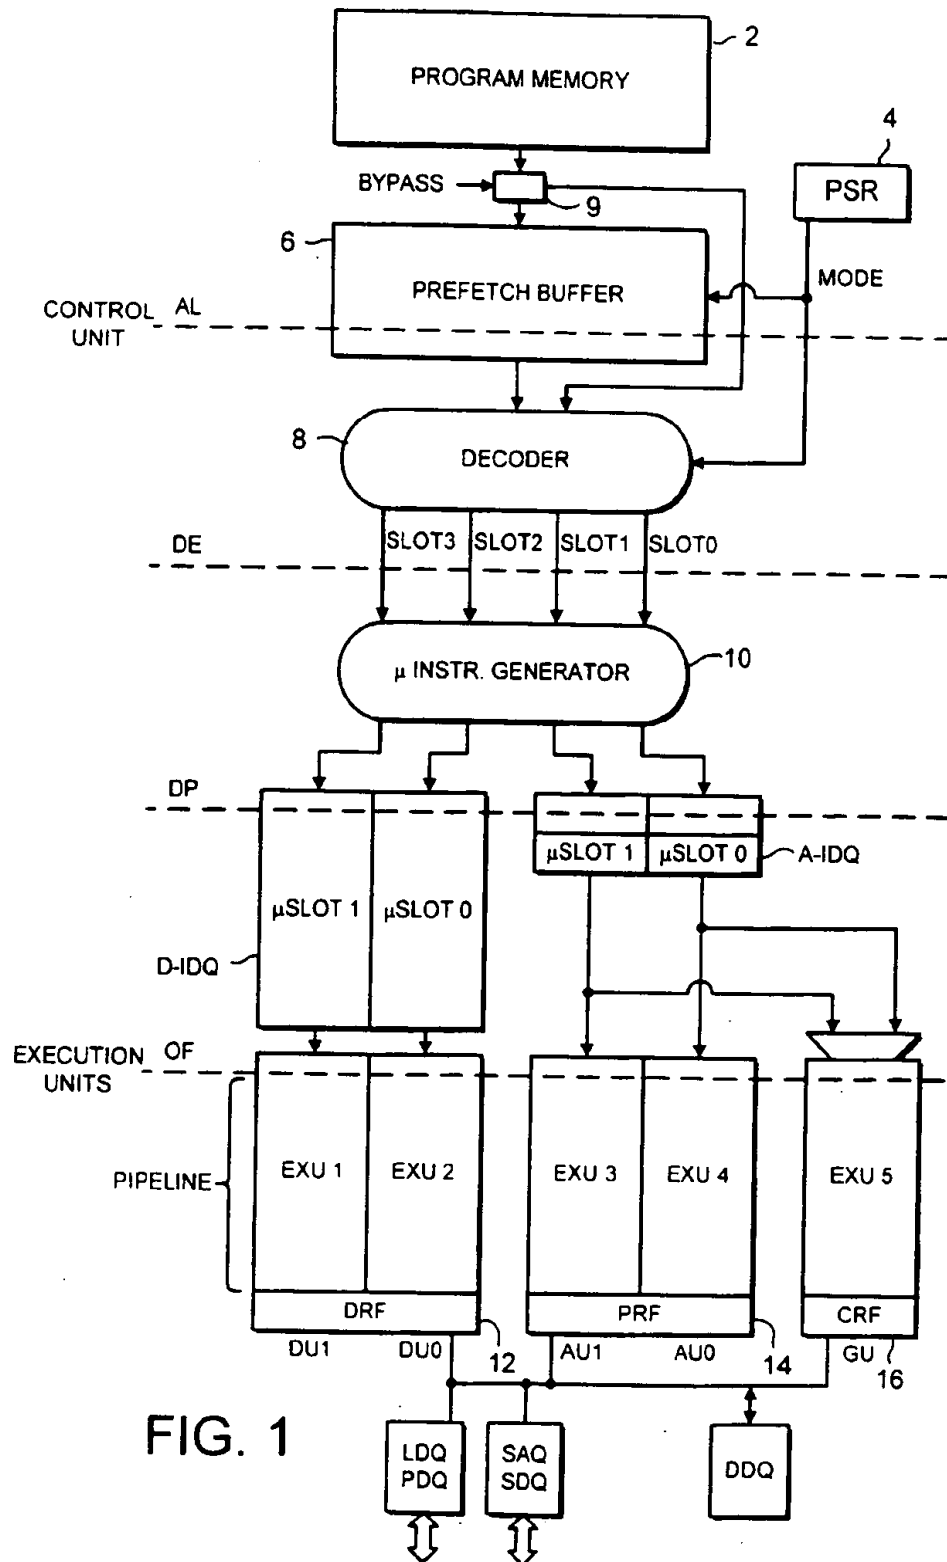 2
PROGRAM MEMORY
4
PSR
BYPASS
9
6
MODE
PREFETCH BUFFER
CONTROL UNIT
AL
8
DECODER
SLOT3 SLOT2 SLOT1 SLOT0
DE
10
μ INSTR. GENERATOR
DP
μSLOT 1 μSLOT 0 A-IDQ
μSLOT 1 μSLOT 0
D-IDQ
EXECUTION UNITS
OF
PIPELINE
EXU 1 EXU 2 EXU 3 EXU 4 EXU 5
DRF PRF CRF
DU1 DU0 12 AU1 AU0 14 GU 16
FIG. 1
LDQ
PDQ
SAQ
SDQ
DDQ